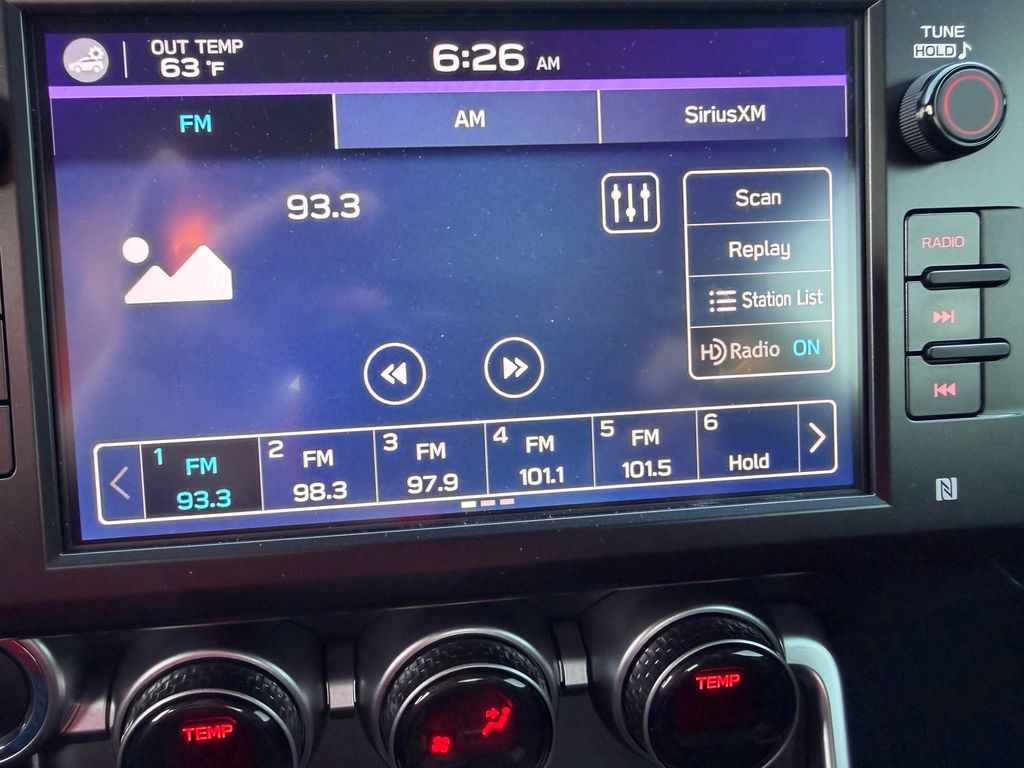 OUT TEMP
63 °F
6:26 AM
TUNE
HOLD
FM
AM
SiriusXM
93.3
Scan
Replay
Station List
HD Radio ON
RADIO
1 FM 93.3
2 FM 98.3
3 FM 97.9
4 FM 101.1
5 FM 101.5
6 Hold
N
TEMP
TEMP